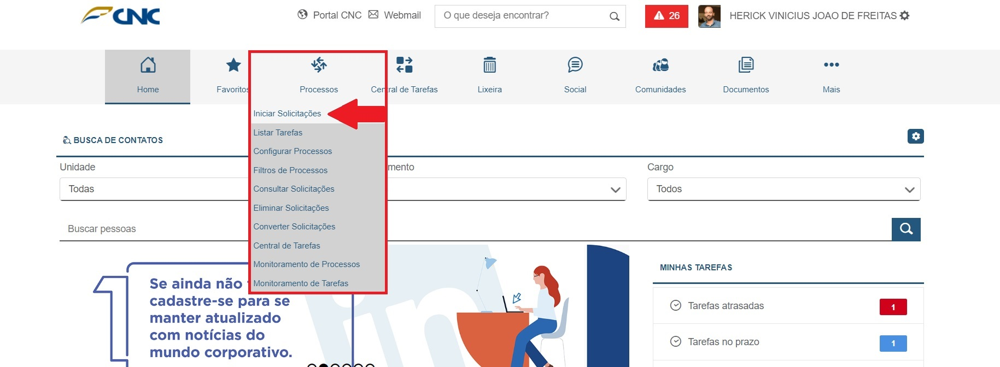 CNC
Portal CNC
Webmail
O que deseja encontrar?
26
HERICK VINICIUS JOAO DE FREITAS
Home
Favoritos
Processos
Central de Tarefas
Lixeira
Social
Comunidades
Documentos
Mais
Iniciar Solicitações
Listar Tarefas
Configurar Processos
Filtros de Processos
Consultar Solicitações
Eliminar Solicitações
Converter Solicitações
Central de Tarefas
Monitoramento de Processos
Monitoramento de Tarefas
BUSCA DE CONTATOS
Unidade
mento
Cargo
Todas
Todos
Buscar pessoas
1
Se ainda não
cadastre-se para se
manter atualizado
com notícias do
mundo corporativo.
in
MINHAS TAREFAS
Tarefas atrasadas
1
Tarefas no prazo
1